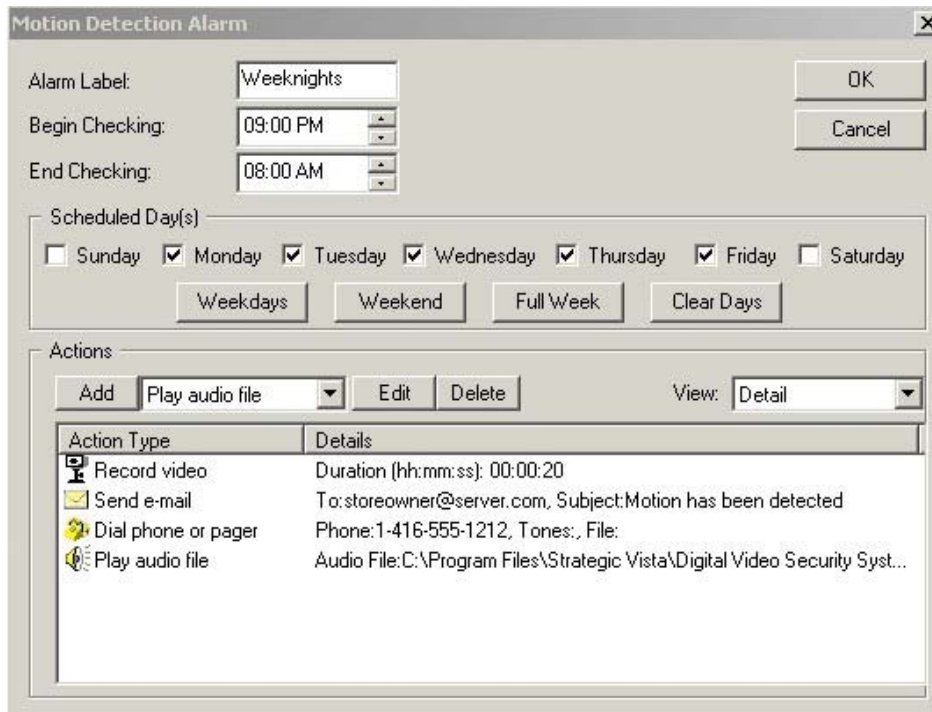 Motion Detection Alarm
Alarm Label: Weeknights OK
Begin Checking: 09:00 PM Cancel
End Checking: 08:00 AM
Scheduled Day(s)
Sunday Monday Tuesday Wednesday Thursday Friday Saturday
Weekdays Weekend Full Week Clear Days
Actions
Add Play audio file Edit Delete View: Detail
Action Type Details
Record video Duration (hh:mm:ss): 00:00:20
Send e-mail To:storeowner@server.com, Subject:Motion has been detected
Dial phone or pager Phone:1-416-555-1212, Tones:, File:
Play audio file Audio File:C:\Program Files\Strategic Vista\Digital Video Security Syst...